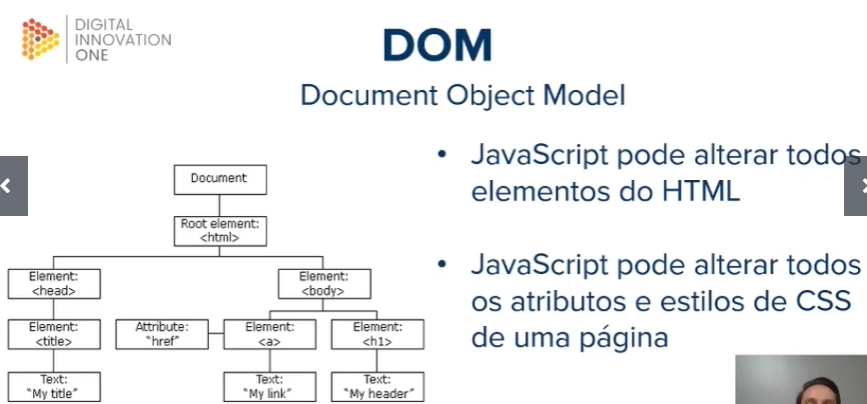 DIGITAL
INNOVATION
ONE
DOM
Document Object Model
Document
Root element:
<html>
Element:
<head>
Element:
<body>
Element:
<title>
Attribute:
"href"
Element:
<a>
Element:
<h1>
Text:
"My title"
Text:
"My link"
Text:
"My header"
• JavaScript pode alterar todos
elementos do HTML
• JavaScript pode alterar todos
os atributos e estilos de CSS
de uma página